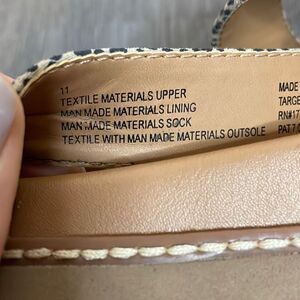 11
TEXTILE MATERIALS UPPER
MAN MADE MATERIALS LINING
MAN MADE MATERIALS SOCK
TEXTILE WITH MAN MADE MATERIALS OUTSOLE
MADE
TARGE
RN#17
PAT 7